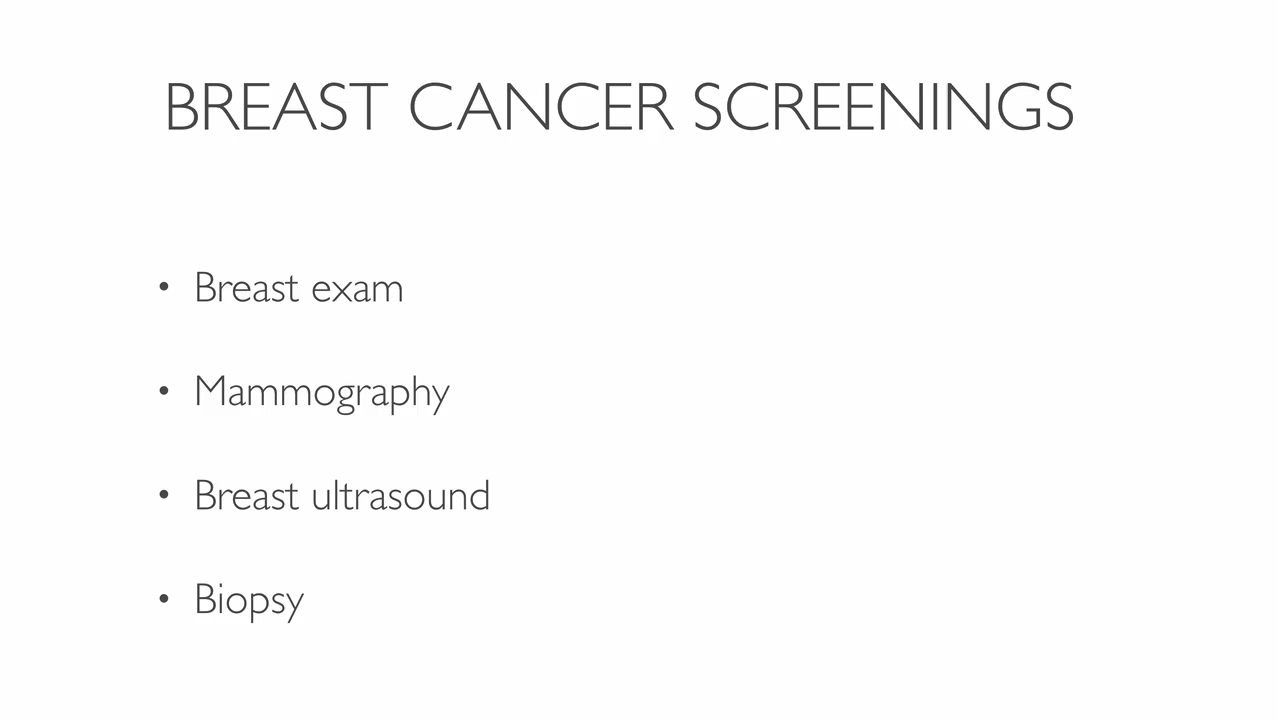 BREAST CANCER SCREENINGS
• Breast exam
• Mammography
• Breast ultrasound
• Biopsy